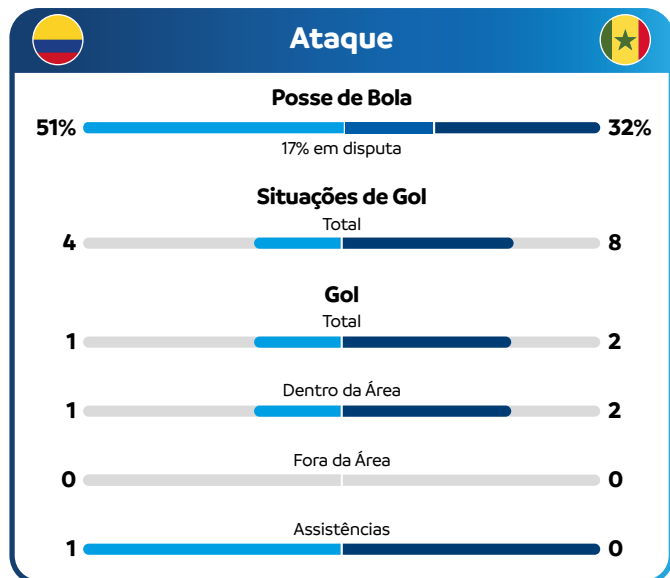 Ataque
Posse de Bola
51% 32%
17% em disputa
Situações de Gol
Total
4 8
Gol
Total
1 2
Dentro da Área
1 2
Fora da Área
0 0
Assistências
1 0